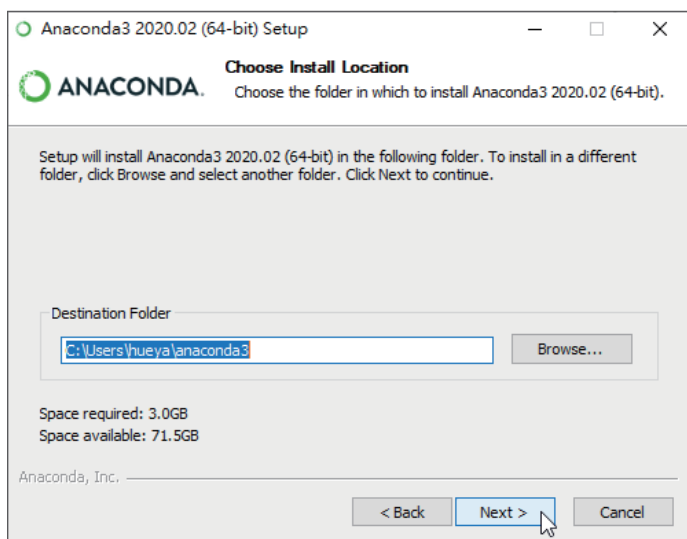 Anaconda3 2020.02 (64-bit) Setup
ANACONDA.
Choose Install Location
Choose the folder in which to install Anaconda3 2020.02 (64-bit).
Setup will install Anaconda3 2020.02 (64-bit) in the following folder. To install in a different
folder, click Browse and select another folder. Click Next to continue.
Destination Folder
C:\Users\hueya\anaconda3
Browse...
Space required: 3.0GB
Space available: 71.5GB
Anaconda, Inc.
< Back
Next >
Cancel